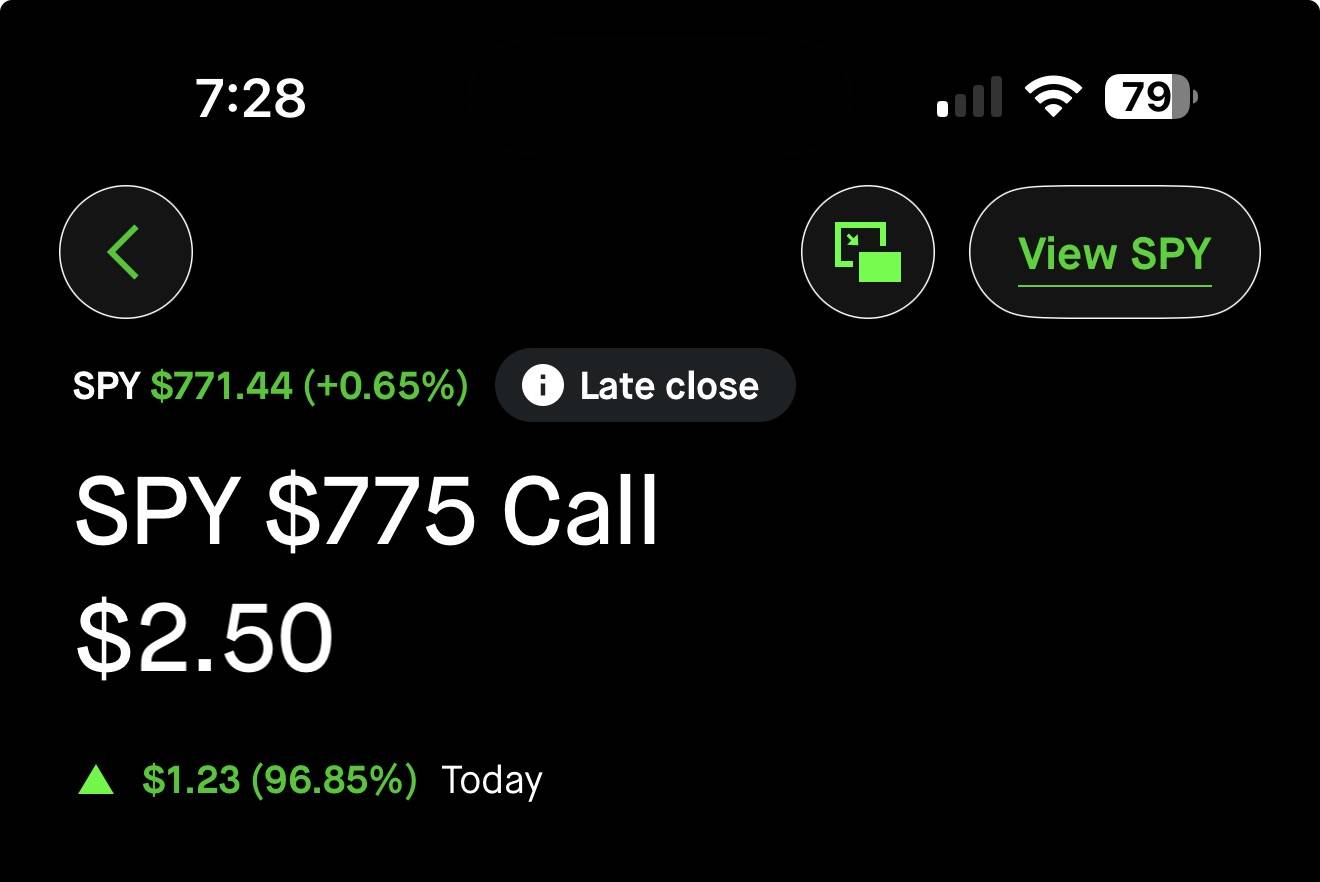 7:28 79
View SPY
SPY $771.44 (+0.65%) Late close
SPY $775 Call
$2.50
$1.23 (96.85%) Today